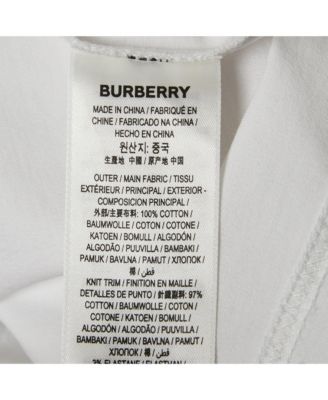 BURBERRY
MADE IN CHINA / FABRIQUÉ EN
CHINE / FABRICADO NA CHINA /
HECHO EN CHINA
원산지: 중국
生產地 中國 / 原产地 中国
OUTER / MAIN FABRIC / TISSU
EXTÉRIEUR / PRINCIPAL / EXTERIOR -
COMPOSICION PRINCIPAL /
外部/主要布料: 100% COTTON /
BAUMWOLLE / COTON / COTONE /
KATOEN / BOMULL / ALGODÓN /
ALGODÃO / PUUVILLA / BAMBAKI /
PAMUK / BAVLNA / PAMUT / ХЛОПОК /
棉 / قطن /
KNIT TRIM / FINITION EN MAILLE /
DETALLES DE PUNTO / 針織飾邊: 97%
COTTON / BAUMWOLLE / COTON /
COTONE / KATOEN / BOMULL /
ALGODÓN / ALGODÃO / PUUVILLA /
BAMBAKI / PAMUK / BAVLNA / PAMUT /
ХЛОПОК / 棉 / قطن /
3% ELASTANE / ELASTHAN /